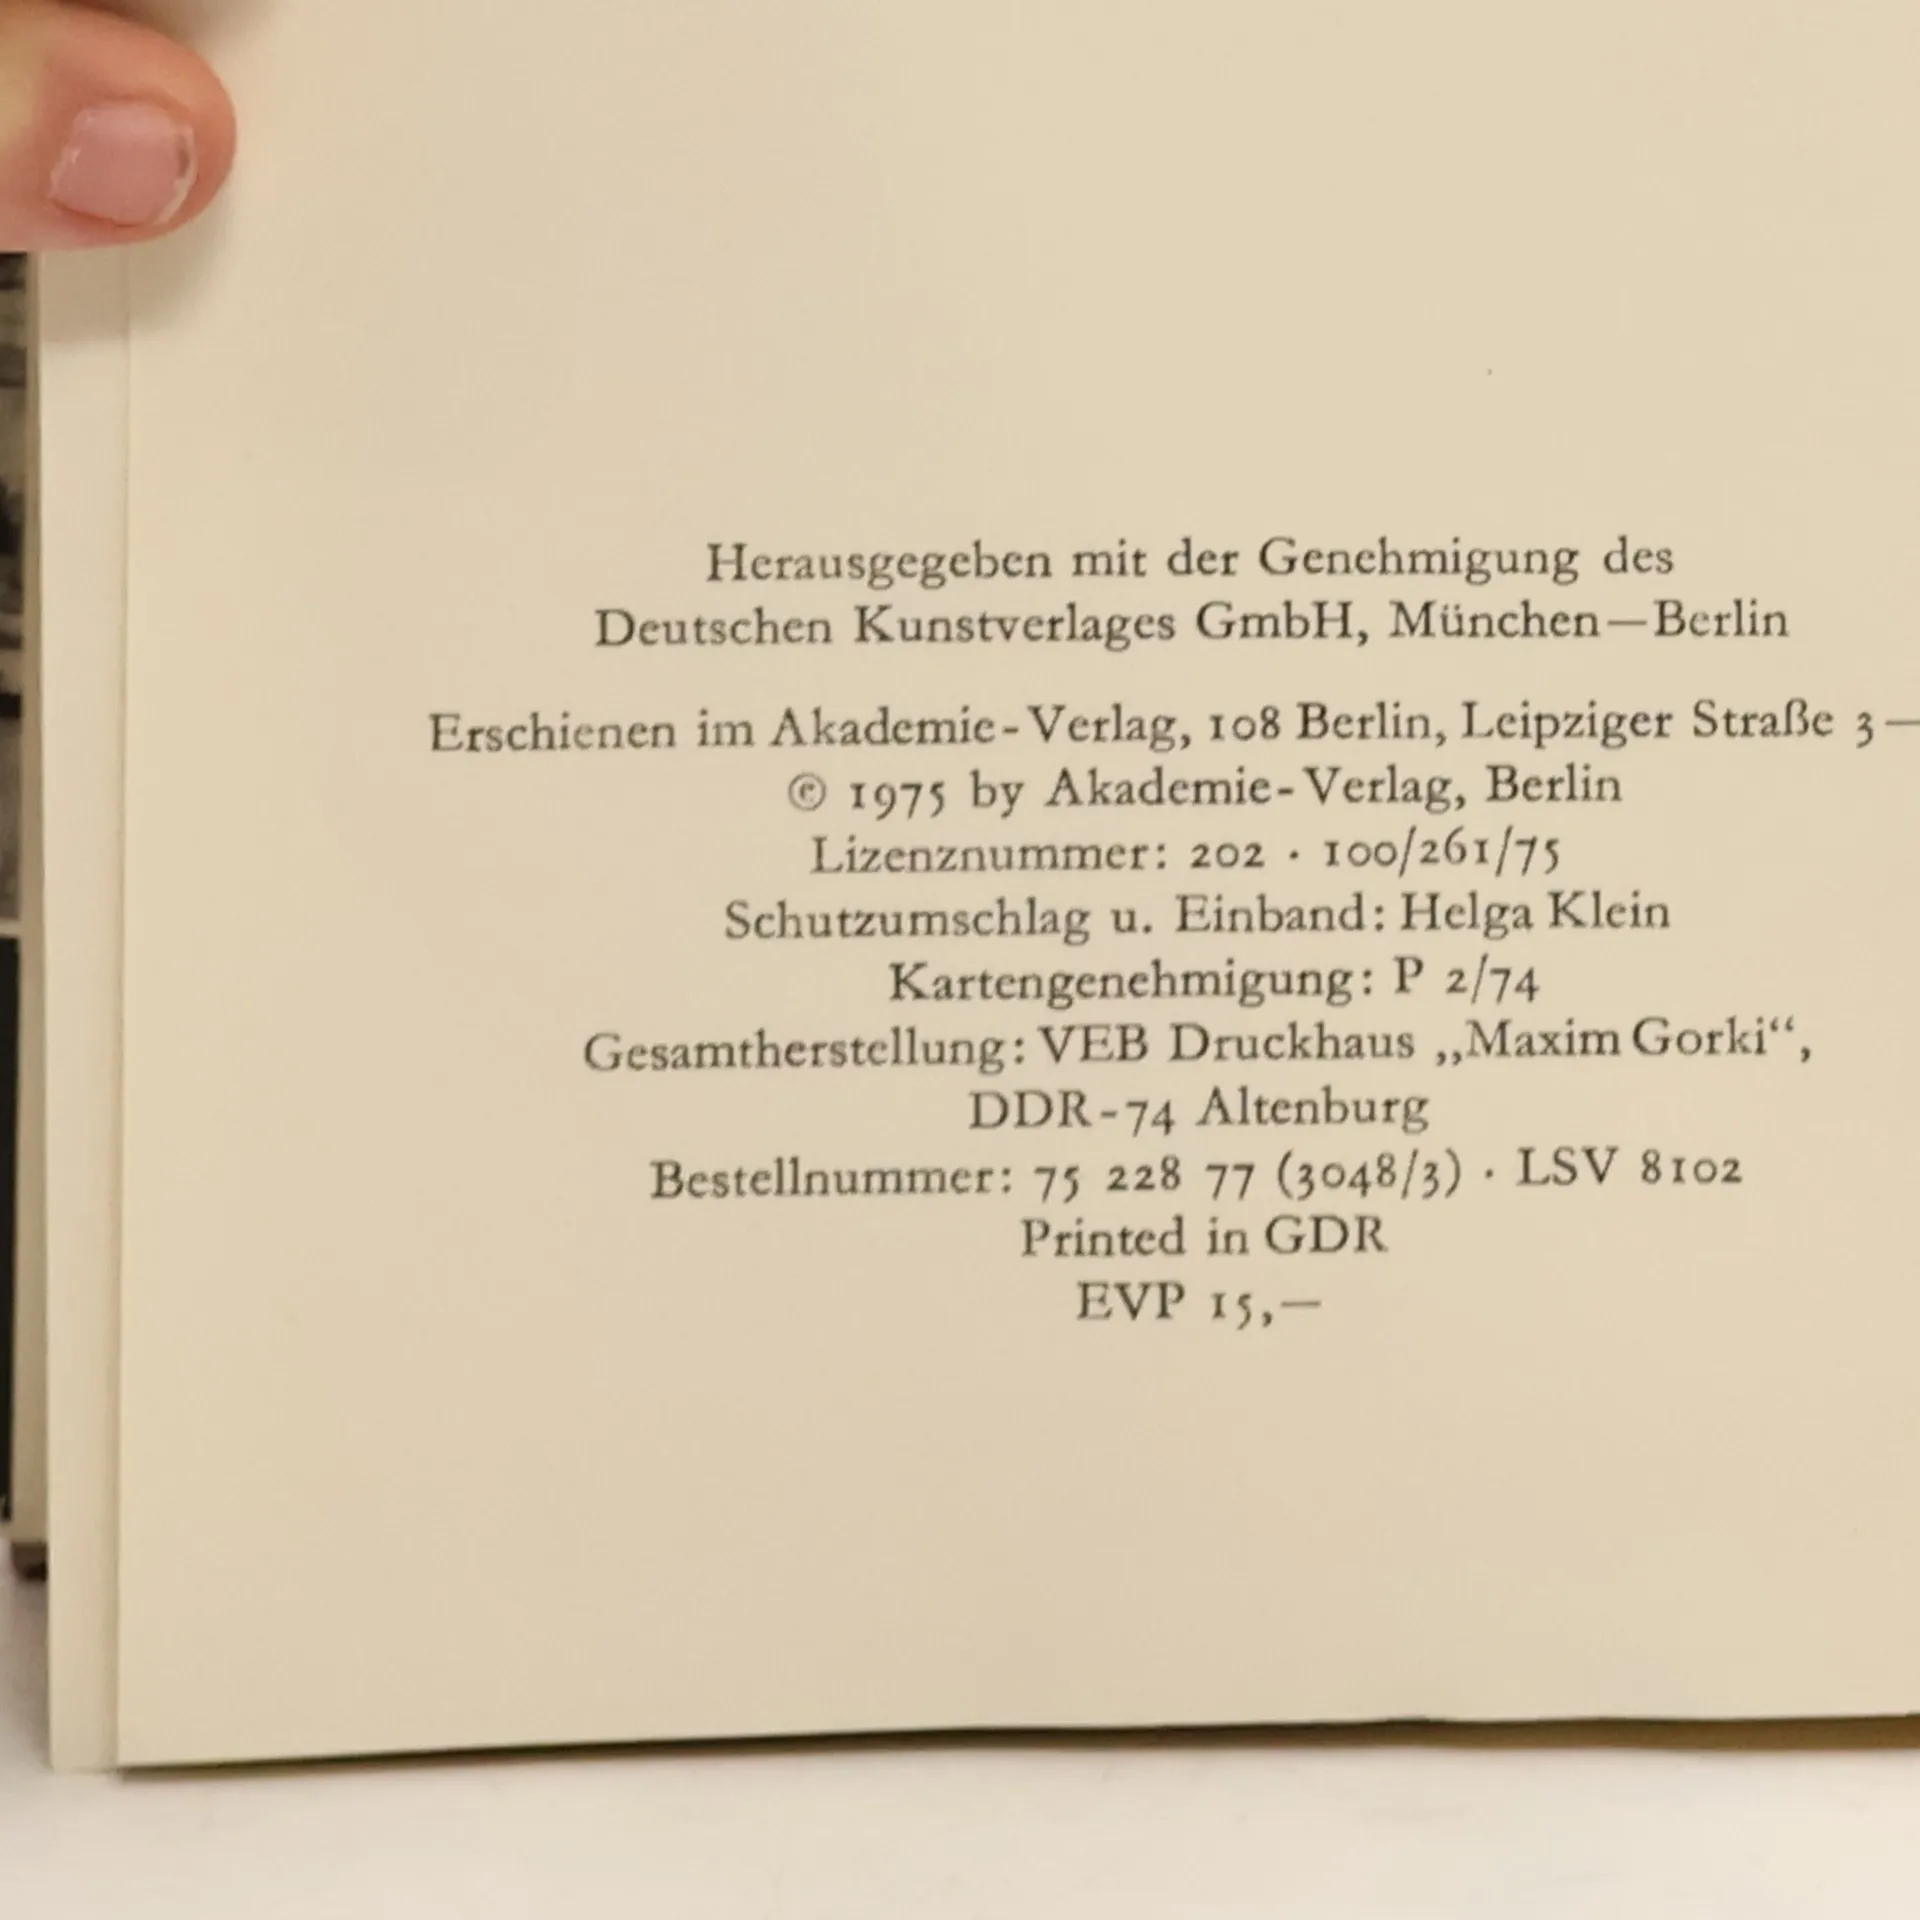 Herausgegeben mit der Genehmigung des
Deutschen Kunstverlages GmbH, München—Berlin
Erschienen im Akademie-Verlag, 108 Berlin, Leipziger Straße 3—
© 1975 by Akademie-Verlag, Berlin
Lizenznummer: 202 · 100/261/75
Schutzumschlag u. Einband: Helga Klein
Kartengenehmigung: P 2/74
Gesamtherstellung: VEB Druckhaus „Maxim Gorki“,
DDR-74 Altenburg
Bestellnummer: 75 228 77 (3048/3) · LSV 8102
Printed in GDR
EVP 15,—